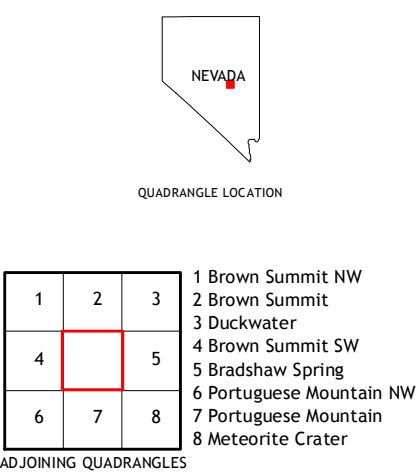 NEVADA
QUADRANGLE LOCATION
1 2 3
4 5
6 7 8
1 Brown Summit NW
2 Brown Summit
3 Duckwater
4 Brown Summit SW
5 Bradshaw Spring
6 Portuguese Mountain NW
7 Portuguese Mountain
8 Meteorite Crater
ADJOINING QUADRANGLES